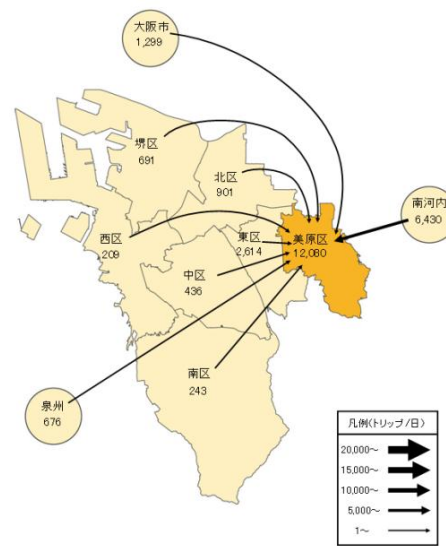 大阪市
1,299
堺区
691
北区
901
南河内
6,430
西区
209
東区
2,614
美原区
12,080
中区
436
南区
243
泉州
676
凡例(トリップ/日)
20,000~
15,000~
10,000~
5,000~
1~